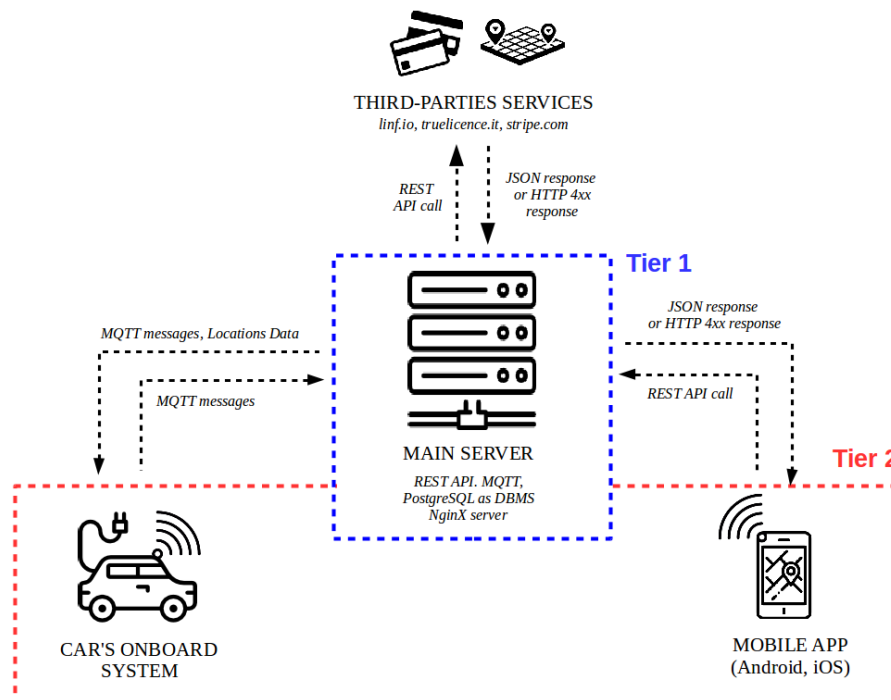 THIRD-PARTIES SERVICES
linf.io, truelicence.it, stripe.com
REST
API call
JSON response
or HTTP 4xx
response
Tier 1
MQTT messages, Locations Data
MQTT messages
JSON response
or HTTP 4xx response
REST API call
MAIN SERVER
REST API. MQTT,
PostgreSQL as DBMS
NginX server
Tier 2
CAR'S ONBOARD
SYSTEM
MOBILE APP
(Android, iOS)